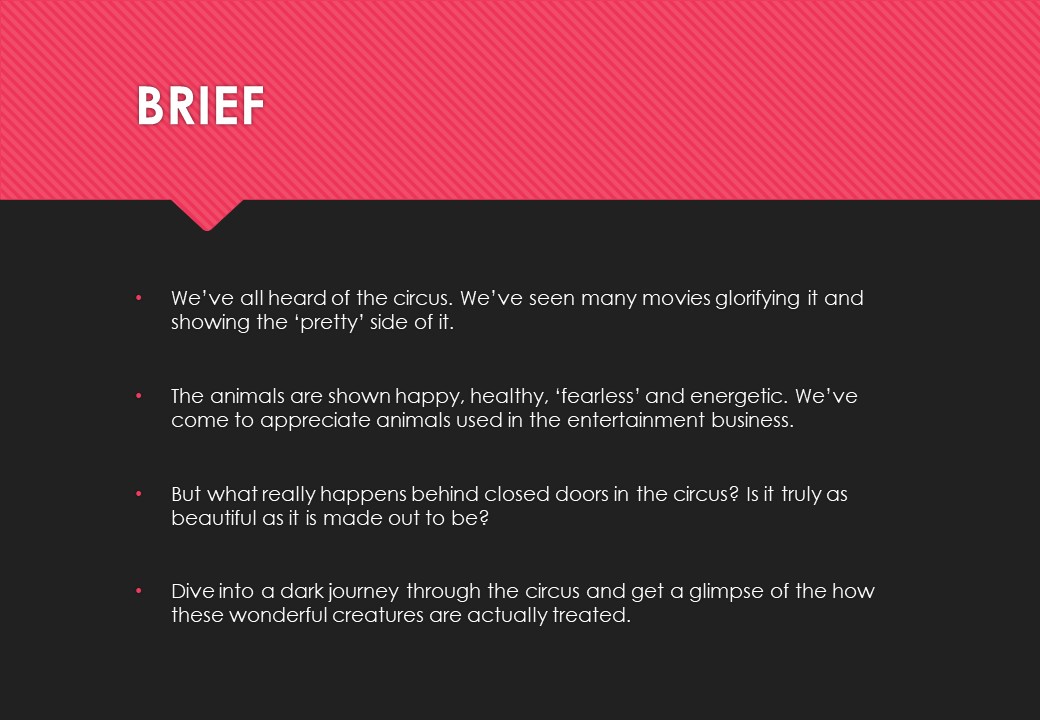 BRIEF
• We’ve all heard of the circus. We’ve seen many movies glorifying it and
showing the ‘pretty’ side of it.
• The animals are shown happy, healthy, ‘fearless’ and energetic. We’ve
come to appreciate animals used in the entertainment business.
• But what really happens behind closed doors in the circus? Is it truly as
beautiful as it is made out to be?
• Dive into a dark journey through the circus and get a glimpse of the how
these wonderful creatures are actually treated.